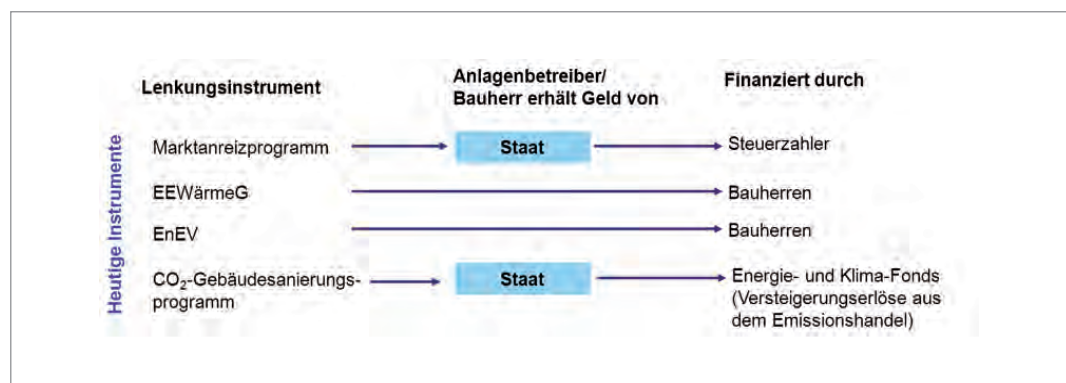 Lenkungsinstrument
Anlagenbetreiber/
Bauherr erhält Geld von
Finanziert durch
Heutige Instrumente
Marktanreizprogramm
Staat
Steuerzahler
EEWärmeG
Bauherren
EnEV
Bauherren
CO₂-Gebäudesanierungs-
programm
Staat
Energie- und Klima-Fonds
(Versteigerungserlöse aus
dem Emissionshandel)